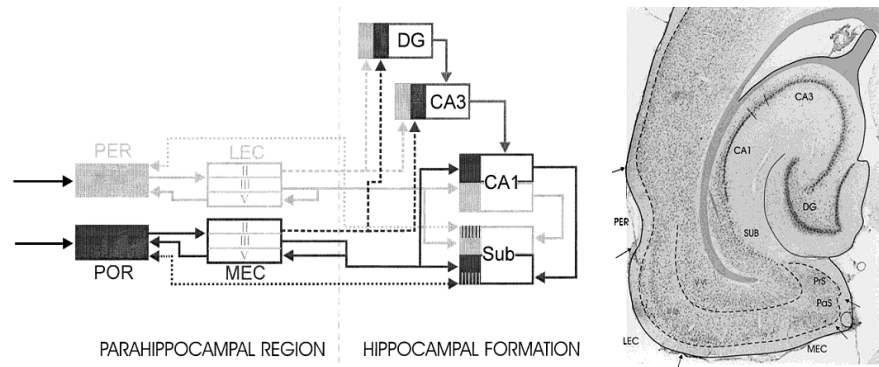 DG
CA3
PER
LEC
II
III
V
CA1
POR
II
III
V
MEC
Sub
PARAHIPPOCAMPAL REGION
HIPPOCAMPAL FORMATION
CA3
CA1
DG
PER
SUB
PrS
PaS
LEC
MEC